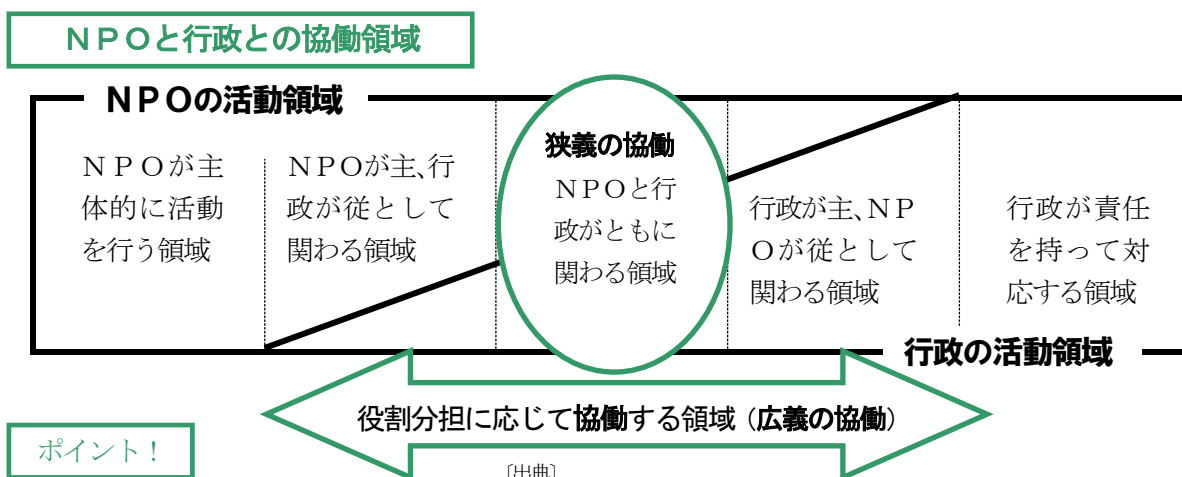 ＮＰＯと行政との協働領域
ＮＰＯの活動領域
ＮＰＯが主
体的に活動
を行う領域
ＮＰＯが主、行
政が従として
関わる領域
狭義の協働
ＮＰＯと行
政がともに
関わる領域
行政が主、ＮＰ
Ｏが従として
関わる領域
行政が責任
を持って対
応する領域
行政の活動領域
役割分担に応じて協働する領域（広義の協働）
ポイント！
〔出典〕